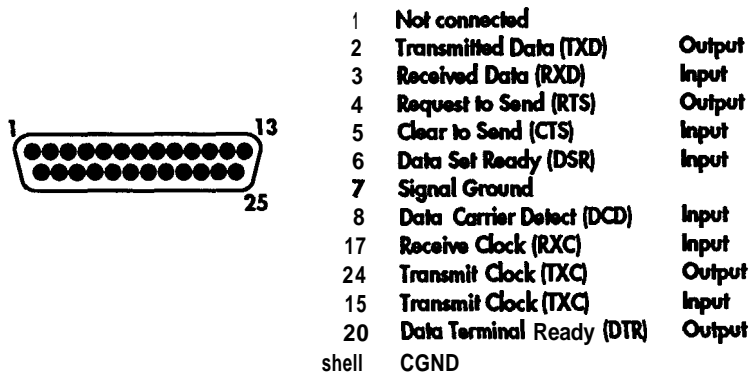 1 Not connected
2 Transmitted Data (TXD) Output
3 Received Data (RXD) Input
4 Request to Send (RTS) Output
5 Clear to Send (CTS) Input
6 Data Set Ready (DSR) Input
7 Signal Ground
8 Data Carrier Detect (DCD) Input
17 Receive Clock (RXC) Input
24 Transmit Clock (TXC) Output
15 Transmit Clock (TXC) Input
20 Data Terminal Ready (DTR) Output
shell CGND
1 13
25